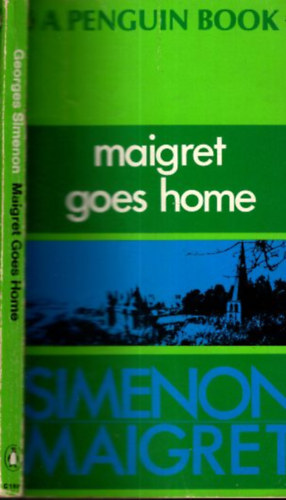 A PENGUIN BOOK
maigret
goes home
SIMENON
MAIGRET
Georges Simenon Maigret Goes Home